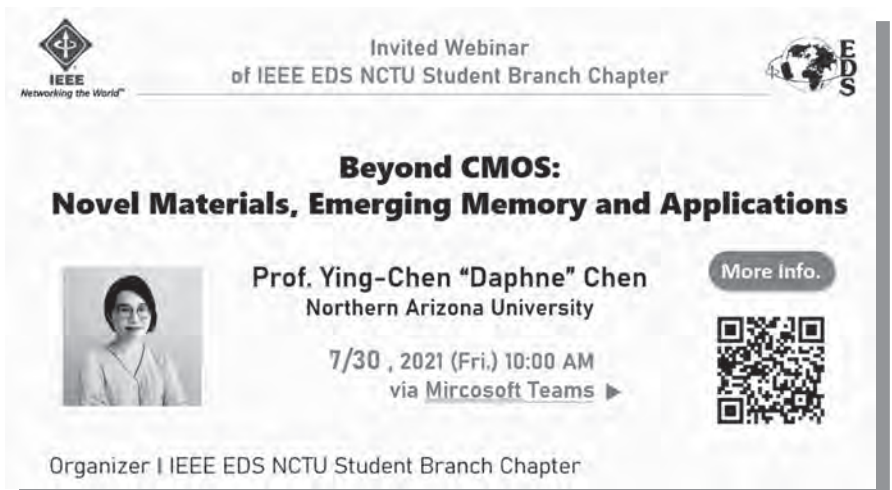 IEEE
Networking the World™
Invited Webinar
of IEEE EDS NCTU Student Branch Chapter
EDS
Beyond CMOS:
Novel Materials, Emerging Memory and Applications
Prof. Ying-Chen “Daphne” Chen
Northern Arizona University
More Info.
7/30 , 2021 (Fri.) 10:00 AM
via Mircosoft Teams ▶
Organizer | IEEE EDS NCTU Student Branch Chapter